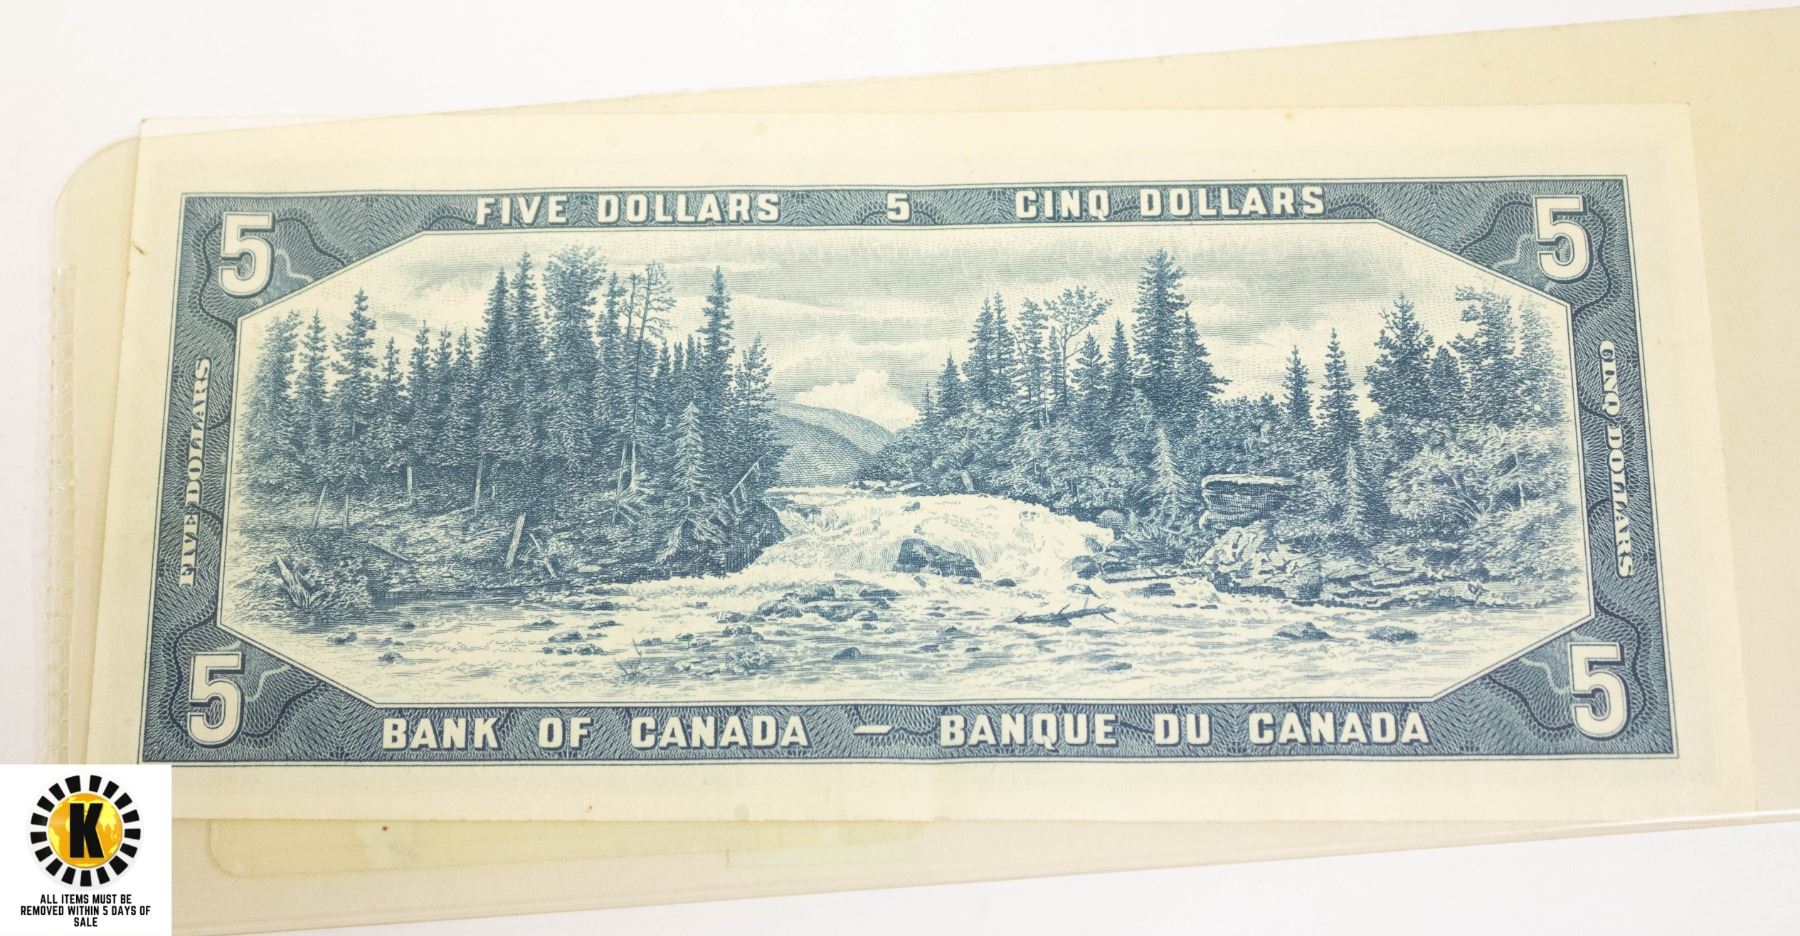 FIVE DOLLARS 5 CINQ DOLLARS
5 5
FIVE DOLLARS
CINQ DOLLARS
5 5
BANK OF CANADA — BANQUE DU CANADA
K
ALL ITEMS MUST BE
REMOVED WITHIN 5 DAYS OF
SALE